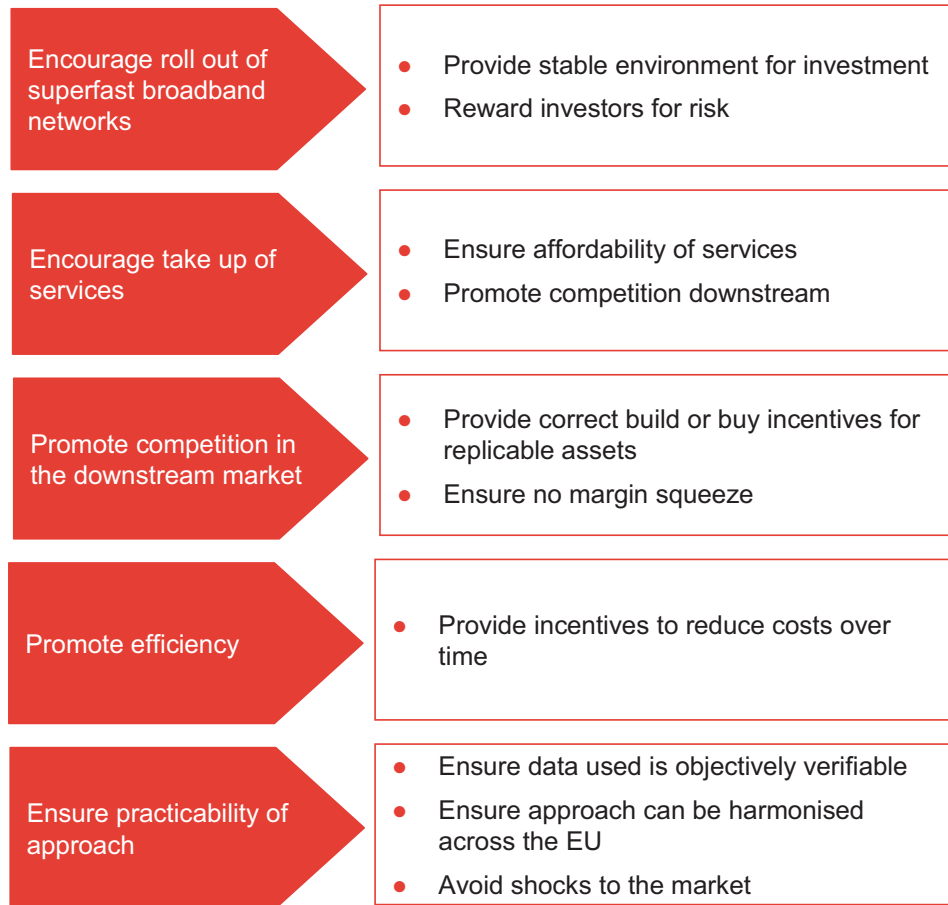 Encourage roll out of
superfast broadband
networks
● Provide stable environment for investment
● Reward investors for risk
Encourage take up of
services
● Ensure affordability of services
● Promote competition downstream
Promote competition in
the downstream market
● Provide correct build or buy incentives for
replicable assets
● Ensure no margin squeeze
Promote efficiency
● Provide incentives to reduce costs over
time
Ensure practicability of
approach
● Ensure data used is objectively verifiable
● Ensure approach can be harmonised
across the EU
● Avoid shocks to the market